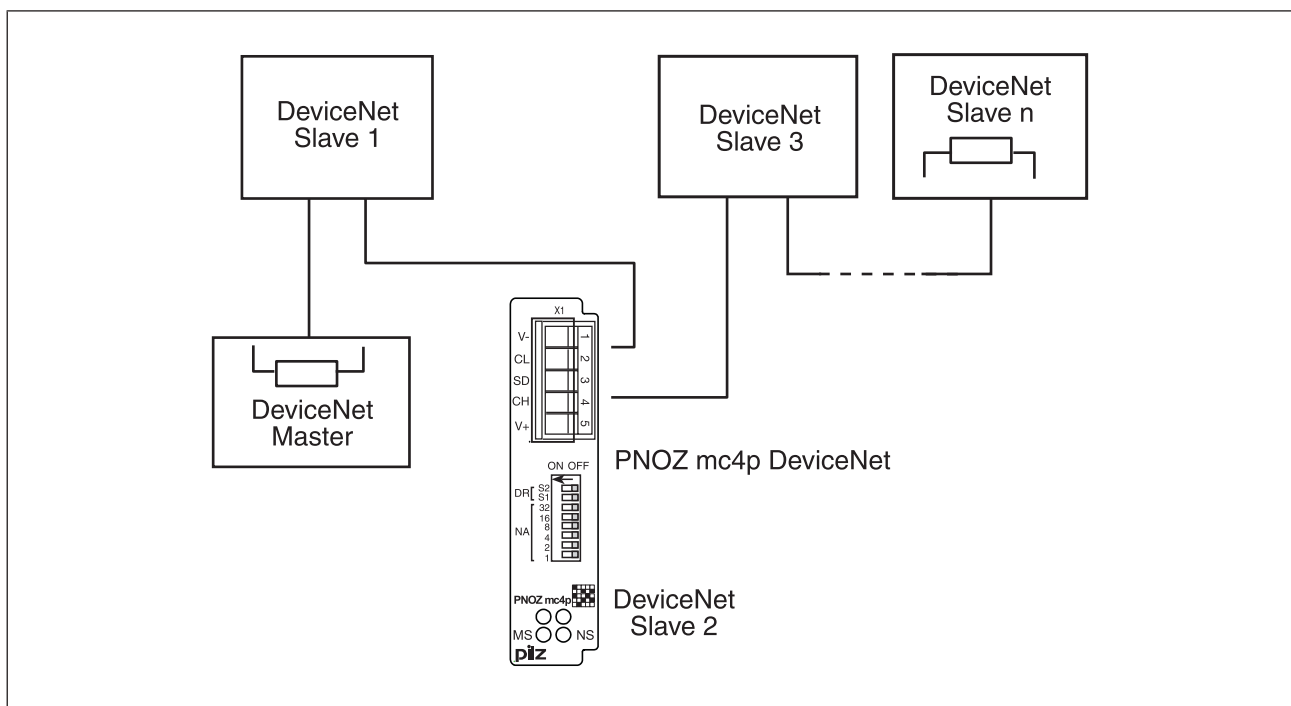 DeviceNet
Slave 1
DeviceNet
Slave 3
DeviceNet
Slave n
DeviceNet
Master
X1
V- 1
CL 2
SD 3
CH 4
V+ 5
PNOZ mc4p DeviceNet
ON OFF
DR S2
S1
NA 32
16
8
4
2
1
PNOZ mc4p
MS NS
pilz
DeviceNet
Slave 2